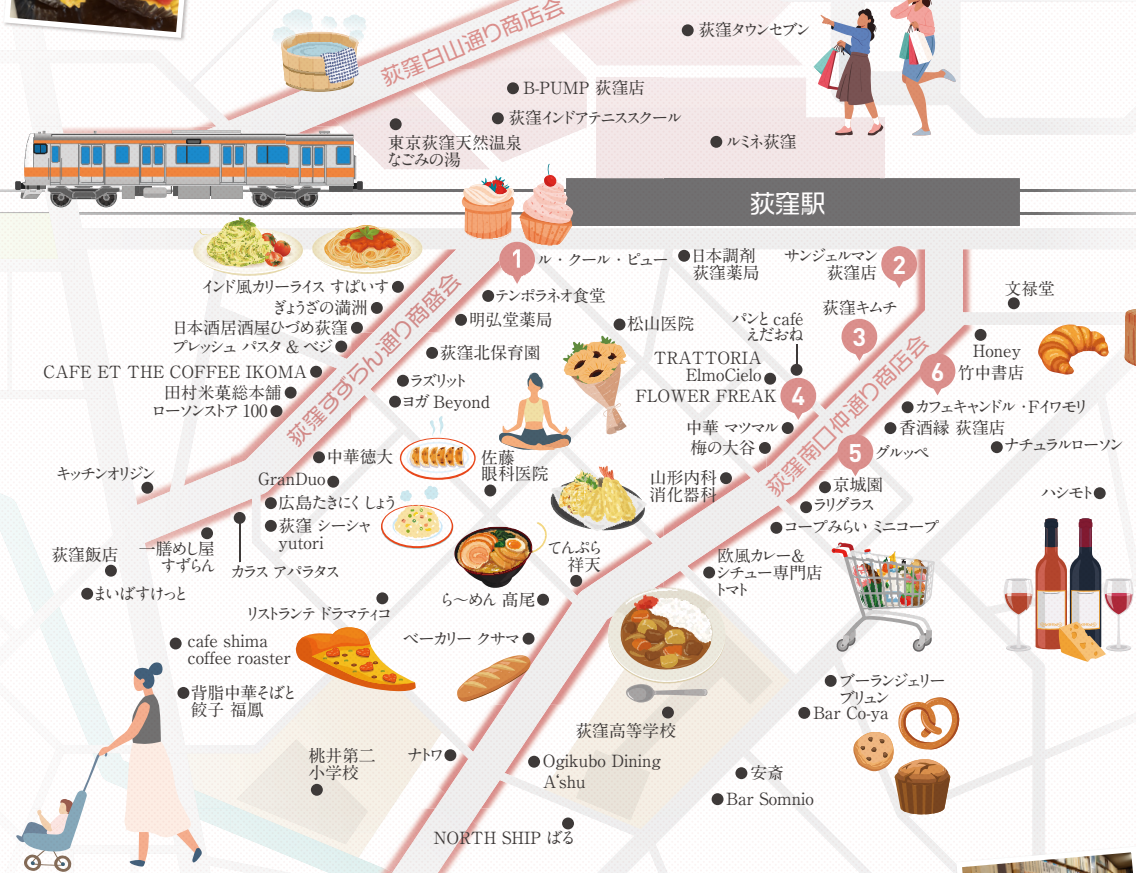 荻窪白山通り商店会
荻窪タウンセブン
B-PUMP 荻窪店
荻窪インドアテニススクール
東京荻窪天然温泉
なごみの湯
ルミネ荻窪
荻窪駅
1
ル・クール・ピュー
日本調剤
荻窪薬局
サンジェルマン
荻窪店
2
インド風カリーライス すぱいす
ぎょうざの満洲
日本酒居酒屋ひづめ荻窪
プレッシュ パスタ & ベジ
CAFE ET THE COFFEE IKOMA
田村米菓総本舗
ローソンストア 100
荻窪すずらん通り商盛会
テンポラネオ食堂
明弘堂薬局
荻窪北保育園
ラズリット
ヨガ Beyond
松山医院
パンと café
えだおね
荻窪キムチ
3
文禄堂
TRATTORIA
ElmoCielo
FLOWER FREAK
4
荻窪南口仲通り商店会
6
Honey
竹中書店
カフェキャンドル・Fイワモリ
香酒縁 荻窪店
ナチュラルローソン
中華 マツマル
梅の大谷
5
グルッペ
キッチンオリジン
中華徳大
GranDuo
広島たきにくしょう
荻窪 シーシャ
yutori
佐藤
眼科医院
山形内科
消化器科
京城園
ラリグラス
コープみらい ミニコープ
ハシモト
荻窪飯店
一膳めし屋
すずらん
カラス アパラタス
まいばすけっと
てんぷら
祥天
欧風カレー&
シチュー専門店
トマト
リストランテ ドラマティコ
ら〜めん 髙尾
ベーカリー クサマ
cafe shima
coffee roaster
背脂中華そばと
餃子 福鳳
ブーランジェリー
ブリュン
Bar Co-ya
荻窪高等学校
桃井第二
小学校
ナトワ
Ogikubo Dining
A'shu
安斎
Bar Somnio
NORTH SHIP ばる